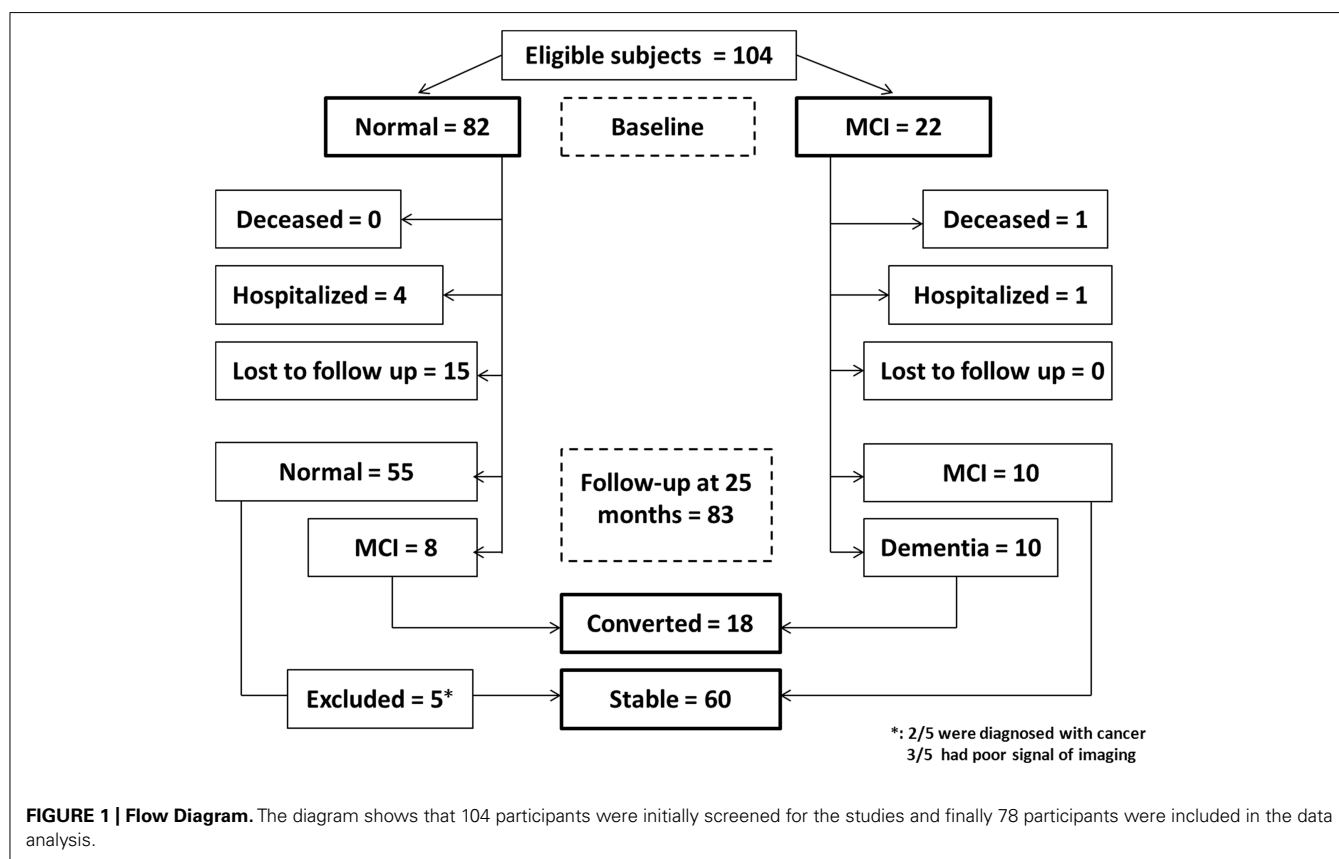 Eligible subjects = 104
Normal = 82
Baseline
MCI = 22
Deceased = 0
Deceased = 1
Hospitalized = 4
Hospitalized = 1
Lost to follow up = 15
Lost to follow up = 0
Normal = 55
Follow-up at 25
months = 83
MCI = 10
MCI = 8
Dementia = 10
Converted = 18
Excluded = 5*
Stable = 60
*: 2/5 were diagnosed with cancer
3/5 had poor signal of imaging
FIGURE 1 | Flow Diagram. The diagram shows that 104 participants were initially screened for the studies and finally 78 participants were included in the data
analysis.